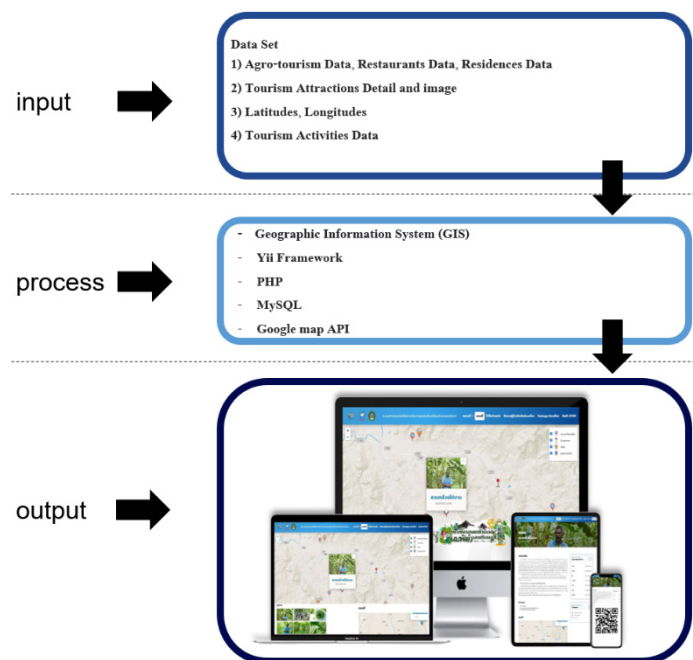 input
Data Set
1) Agro-tourism Data, Restaurants Data, Residences Data
2) Tourism Attractions Detail and image
3) Latitudes, Longitudes
4) Tourism Activities Data
process
- Geographic Information System (GIS)
- Yii Framework
- PHP
- MySQL
- Google map API
output